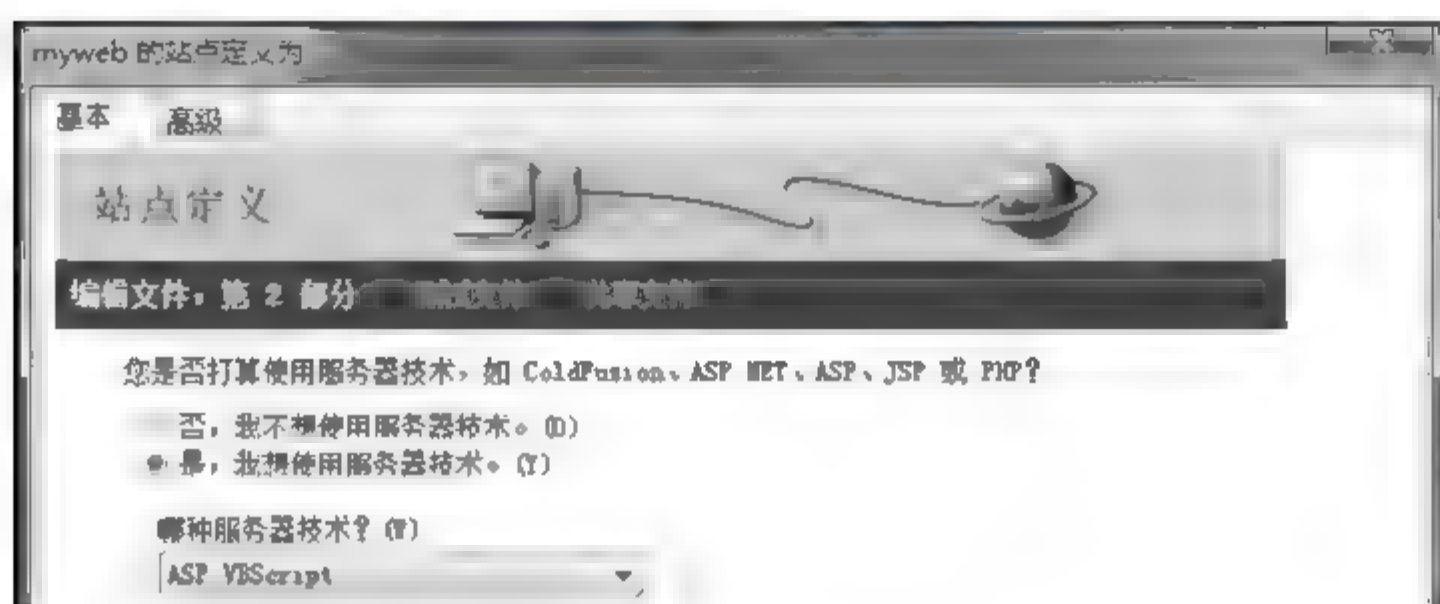 myweb 的站点定义为
基本 高级
站点定义
编辑文件，第 2 部分
您是否打算使用服务器技术，如 ColdFusion、ASP.NET、ASP、JSP 或 PHP？
否，我不想使用服务器技术。(O)
是，我想使用服务器技术。(Y)
哪种服务器技术？(W)
ASP VBScript